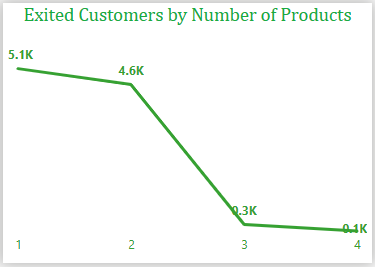 Exited Customers by Number of Products
5.1K
4.6K
0.3K
0.1K
1 2 3 4